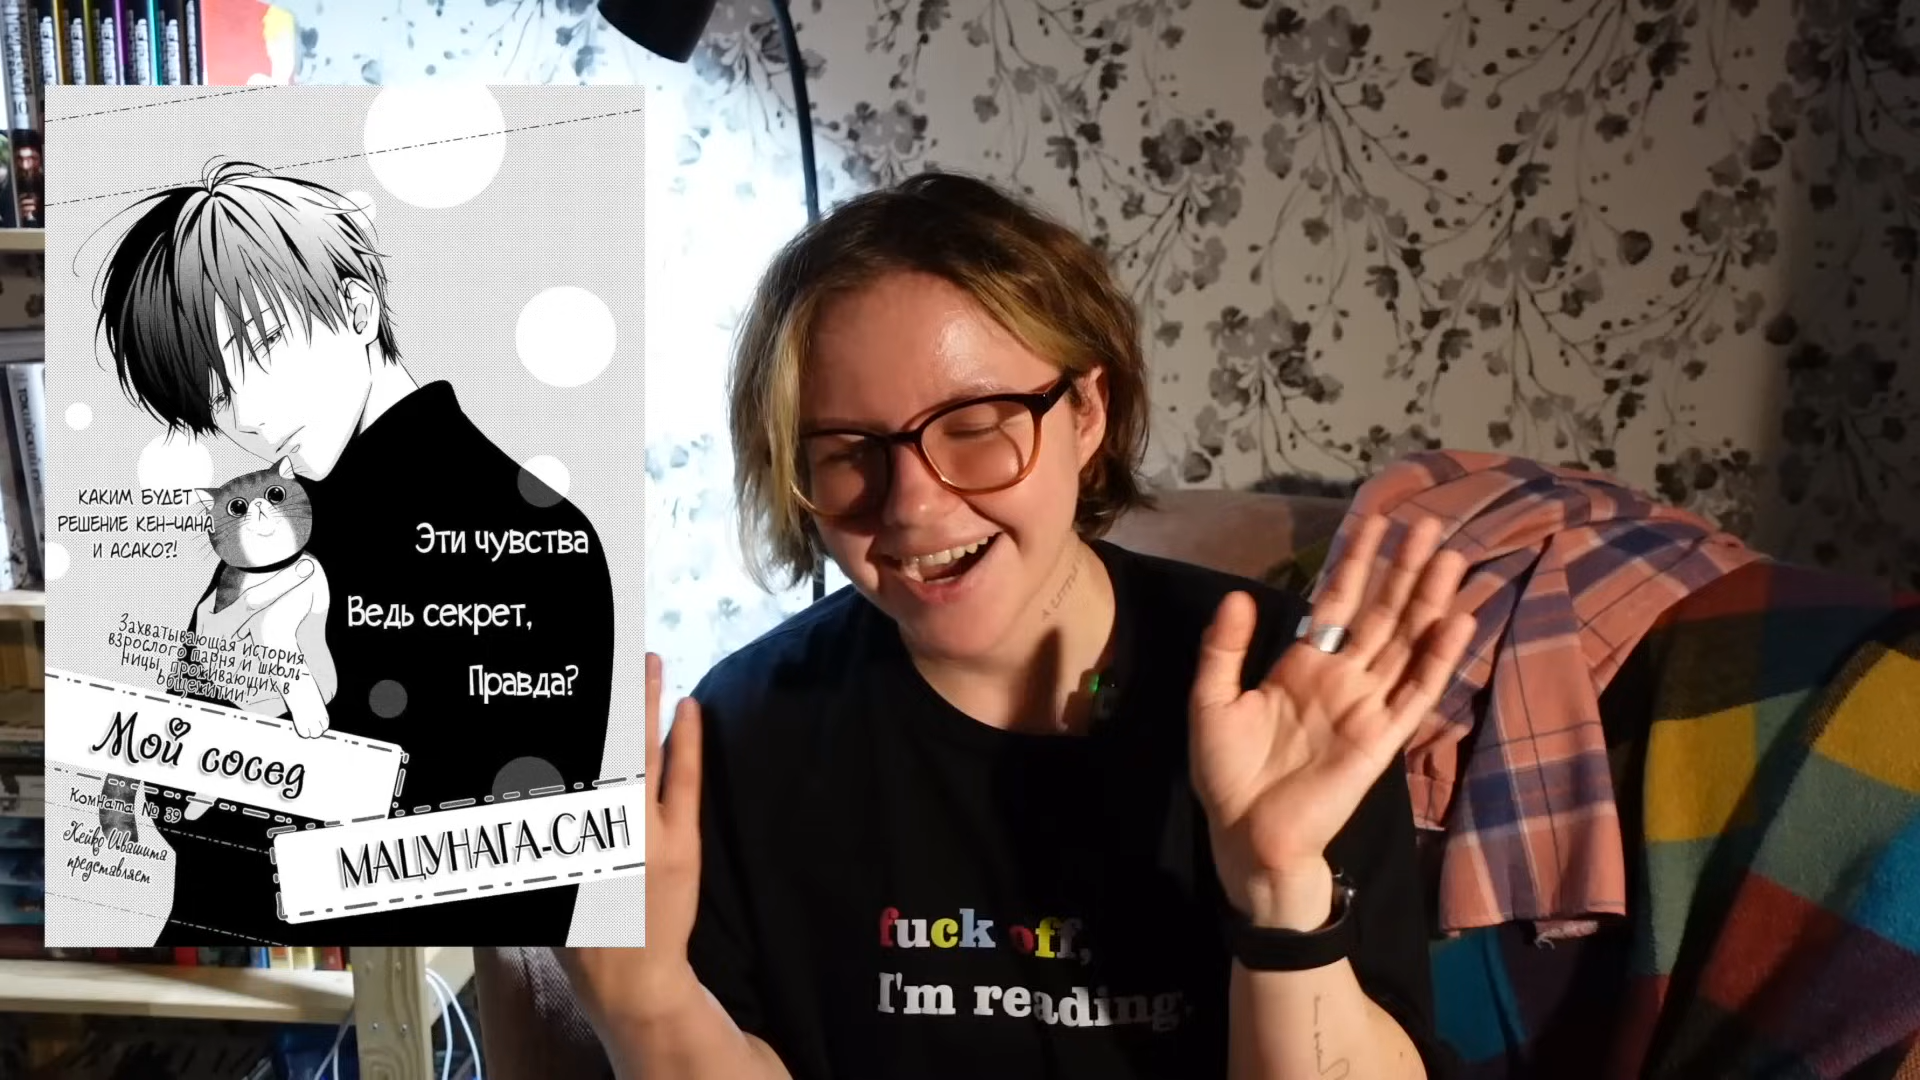 КАКИМ БУДЕТ
РЕШЕНИЕ КЕН-ЧАНА
И АСАКО?!
Эти чувства
Ведь секрет,
Правда?
Захватывающая история
взрослого парня и школь-
ницы, проживающих в
общежитии!
Мой сосед
МАЦУНАГА-САН
Комната № 39
Кейко Ивашита
представляет
fuck off,
I'm reading.